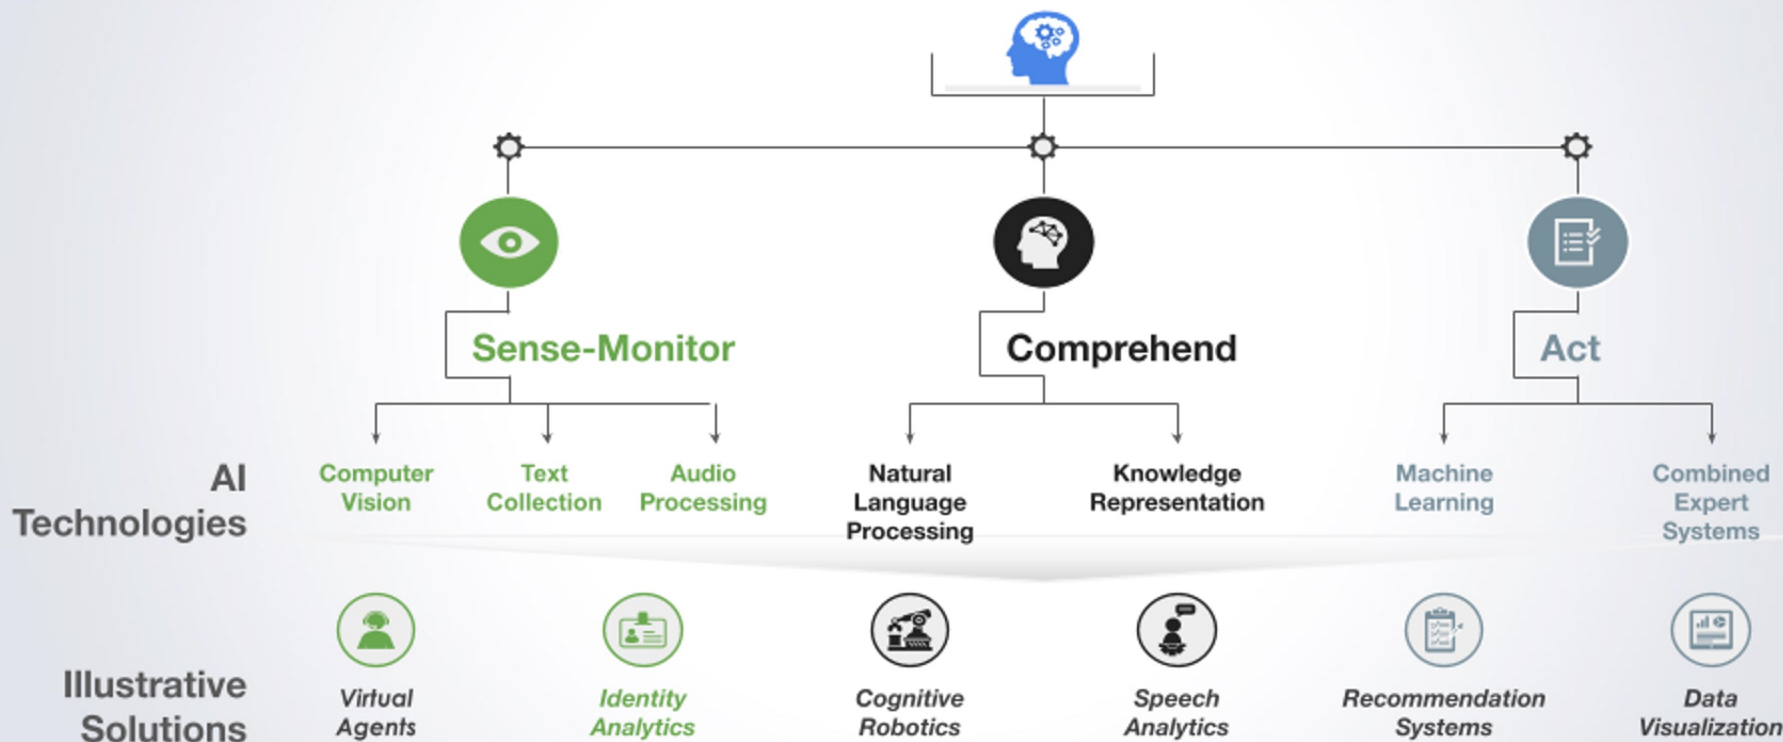 Sense-Monitor
Comprehend
Act
AI
Technologies
Computer
Vision
Text
Collection
Audio
Processing
Natural
Language
Processing
Knowledge
Representation
Machine
Learning
Combined
Expert
Systems
Illustrative
Solutions
Virtual
Agents
Identity
Analytics
Cognitive
Robotics
Speech
Analytics
Recommendation
Systems
Data
Visualization